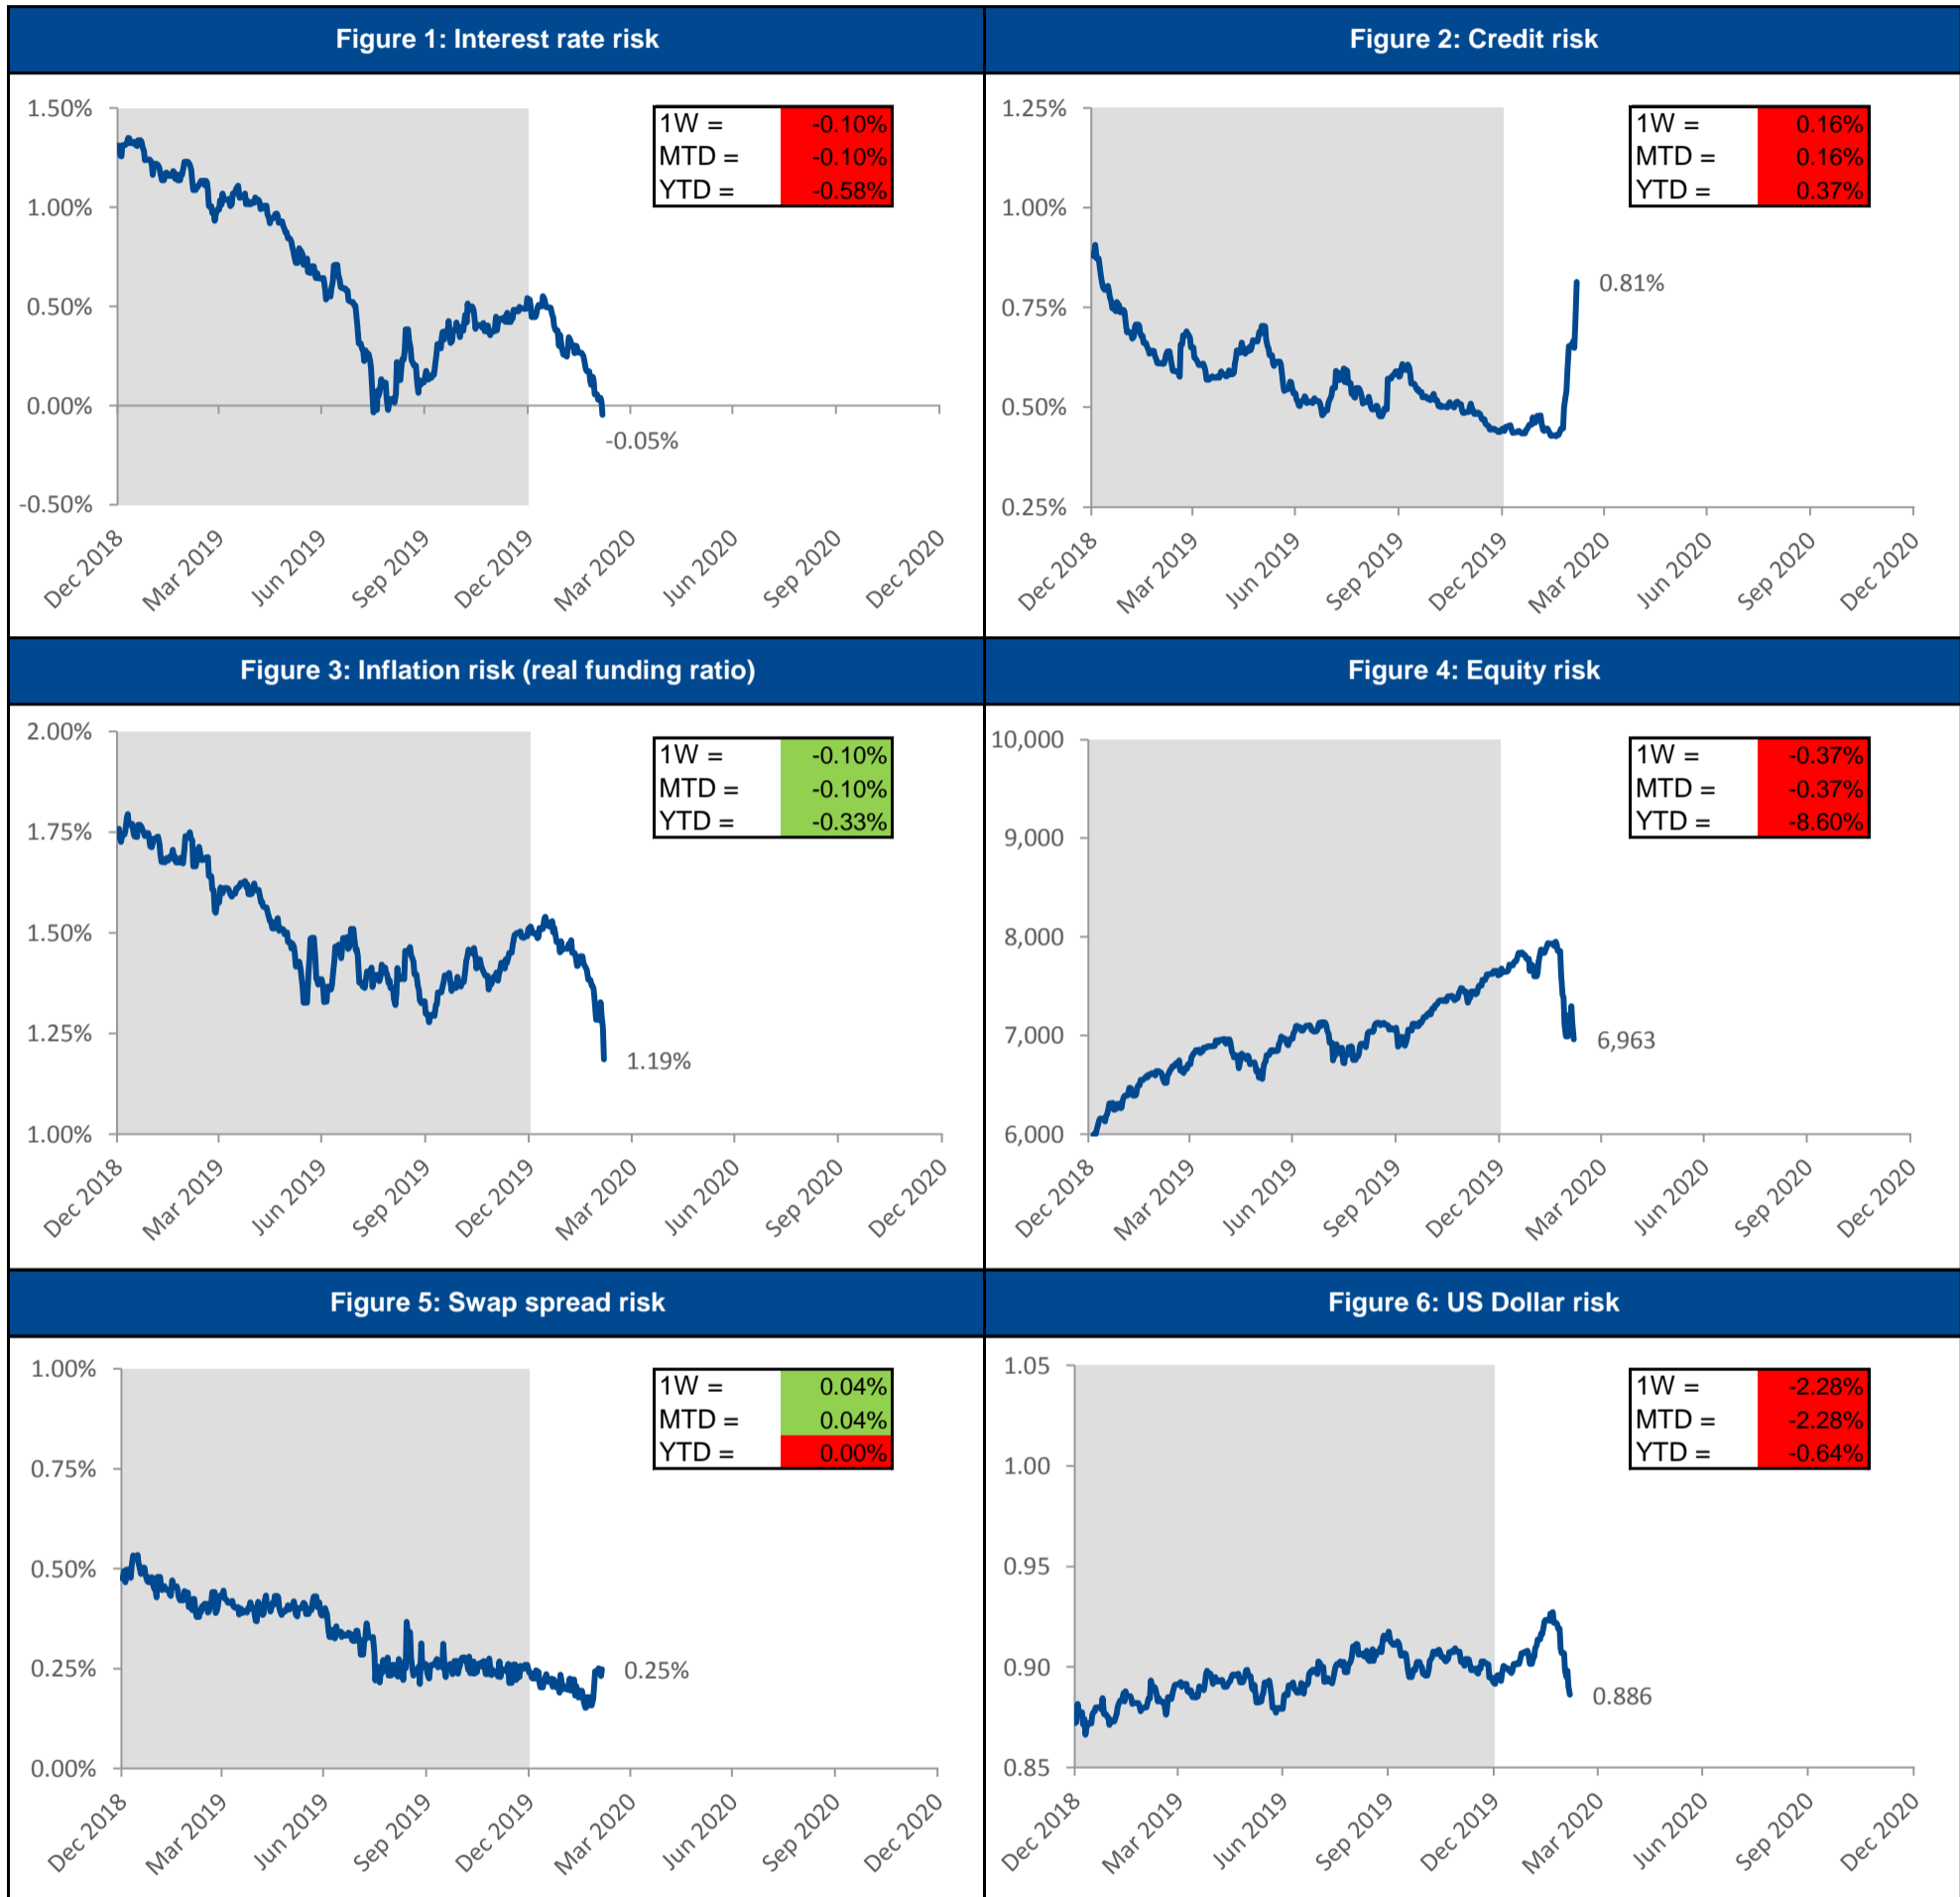 Figure 1: Interest rate risk
1.50%
1.00%
0.50%
0.00%
-0.50%
1W = -0.10%
MTD = -0.10%
YTD = -0.58%
-0.05%
Dec 2018 Mar 2019 Jun 2019 Sep 2019 Dec 2019 Mar 2020 Jun 2020 Sep 2020 Dec 2020
Figure 2: Credit risk
1.25%
1.00%
0.75%
0.50%
0.25%
1W = 0.16%
MTD = 0.16%
YTD = 0.37%
0.81%
Dec 2018 Mar 2019 Jun 2019 Sep 2019 Dec 2019 Mar 2020 Jun 2020 Sep 2020 Dec 2020
Figure 3: Inflation risk (real funding ratio)
2.00%
1.75%
1.50%
1.25%
1.00%
1W = -0.10%
MTD = -0.10%
YTD = -0.33%
1.19%
Dec 2018 Mar 2019 Jun 2019 Sep 2019 Dec 2019 Mar 2020 Jun 2020 Sep 2020 Dec 2020
Figure 4: Equity risk
10,000
9,000
8,000
7,000
6,000
1W = -0.37%
MTD = -0.37%
YTD = -8.60%
6,963
Dec 2018 Mar 2019 Jun 2019 Sep 2019 Dec 2019 Mar 2020 Jun 2020 Sep 2020 Dec 2020
Figure 5: Swap spread risk
1.00%
0.75%
0.50%
0.25%
0.00%
1W = 0.04%
MTD = 0.04%
YTD = 0.00%
0.25%
Dec 2018 Mar 2019 Jun 2019 Sep 2019 Dec 2019 Mar 2020 Jun 2020 Sep 2020 Dec 2020
Figure 6: US Dollar risk
1.05
1.00
0.95
0.90
0.85
1W = -2.28%
MTD = -2.28%
YTD = -0.64%
0.886
Dec 2018 Mar 2019 Jun 2019 Sep 2019 Dec 2019 Mar 2020 Jun 2020 Sep 2020 Dec 2020